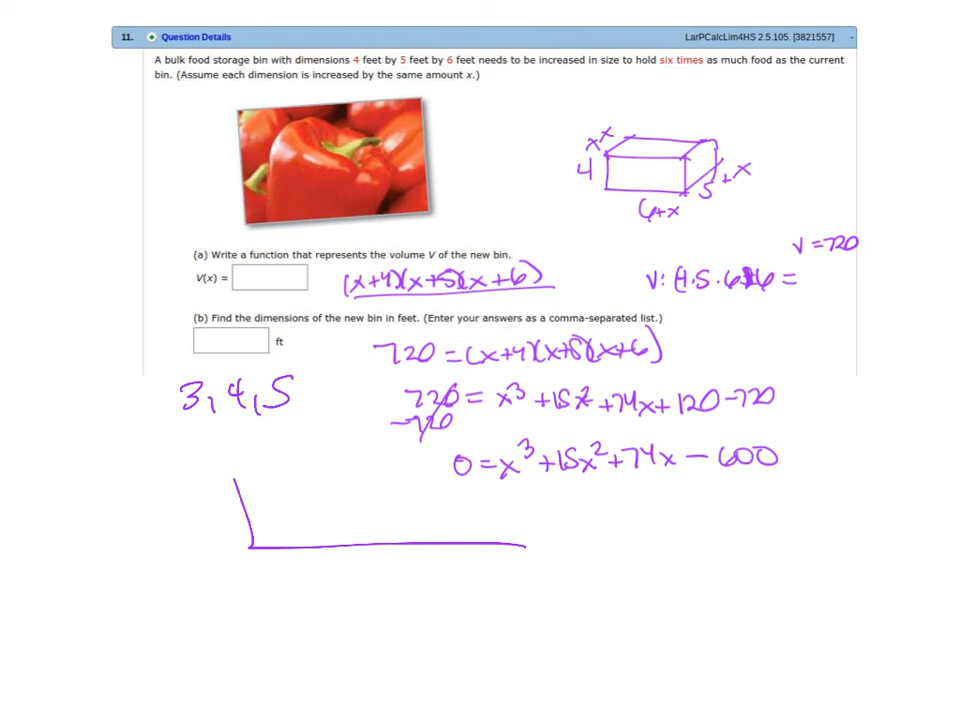 11. Question Details LarPCalcLim4HS 2.5.105. [3821557] -
A bulk food storage bin with dimensions 4 feet by 5 feet by 6 feet needs to be increased in size to hold six times as much food as the current
bin. (Assume each dimension is increased by the same amount x.)
x x
4
5 + x
6+x
V = 720
(a) Write a function that represents the volume V of the new bin.
V(x) = (x+4)(x+5)(x+6)
V: (4·5·6)6 =
(b) Find the dimensions of the new bin in feet. (Enter your answers as a comma-separated list.)
ft
720 = (x+4)(x+5)(x+6)
3, 4, 5
720 = x³ + 15x² + 74x + 120 - 720
-720
0 = x³ + 15x² + 74x - 600